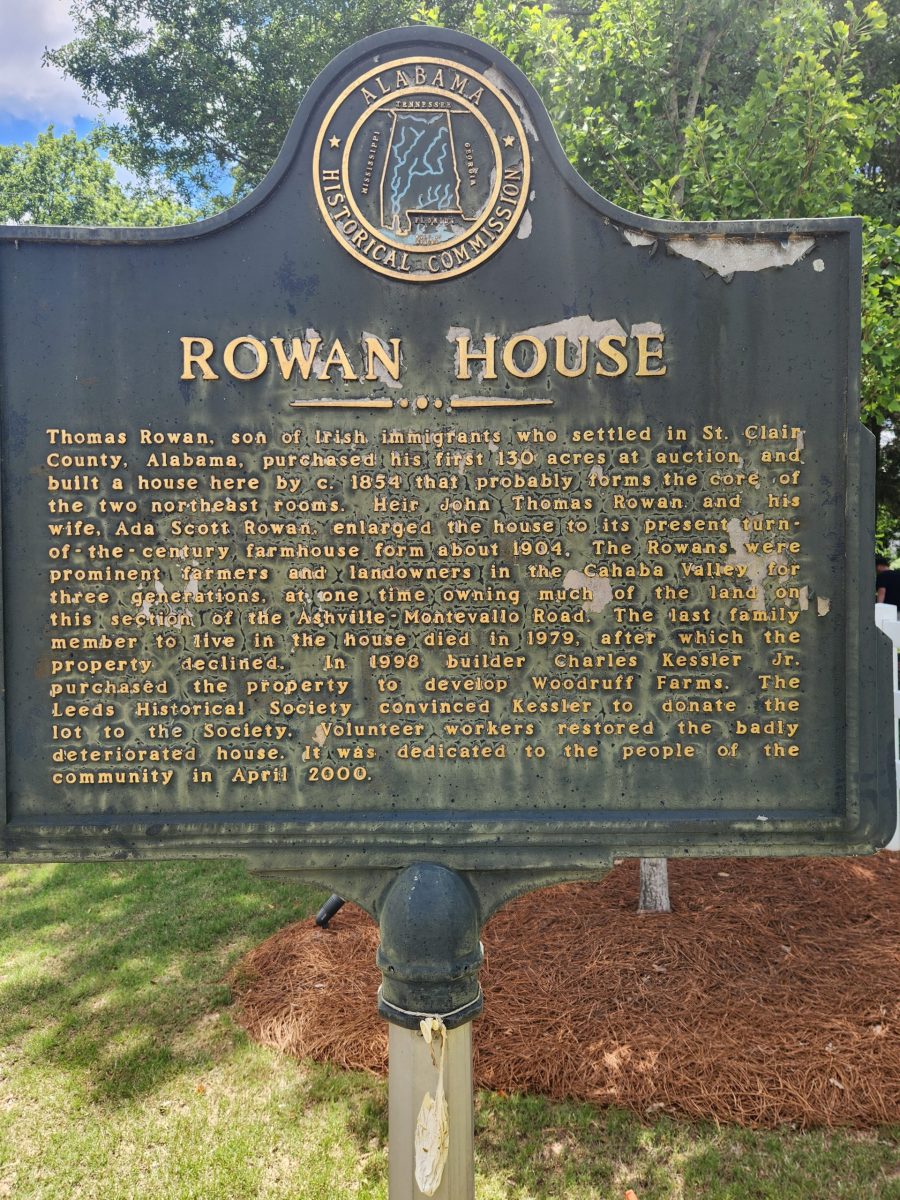 ALABAMA
HISTORICAL COMMISSION
TENNESSEE
MISSISSIPPI
GEORGIA
FLORIDA
ROWAN HOUSE
Thomas Rowan, son of Irish immigrants who settled in St. Clair
County, Alabama, purchased his first 130 acres at auction and
built a house here by c. 1854 that probably forms the core of
the two northeast rooms. Heir John Thomas Rowan and his
wife, Ada Scott Rowan, enlarged the house to its present turn-
of-the-century farmhouse form about 1904. The Rowans were
prominent farmers and landowners in the Cahaba Valley for
three generations, at one time owning much of the land on
this section of the Ashville-Montevallo Road. The last family
member to live in the house died in 1979, after which the
property declined. In 1998 builder Charles Kessler Jr.
purchased the property to develop Woodruff Farms. The
Leeds Historical Society convinced Kessler to donate the
lot to the Society. Volunteer workers restored the badly
deteriorated house. It was dedicated to the people of the
community in April 2000.